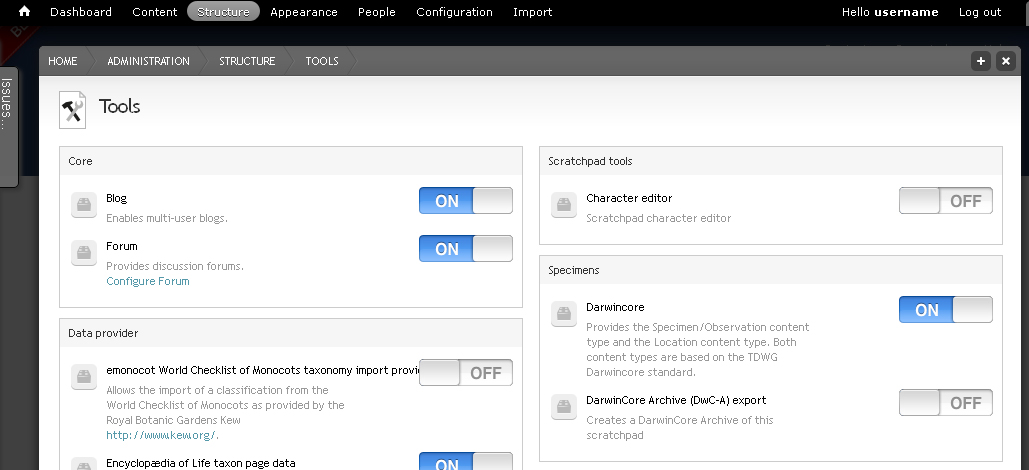 Dashboard Content Structure Appearance People Configuration Import Hello username Log out
HOME ADMINISTRATION STRUCTURE TOOLS
Issues...
Tools
Core
Blog
Enables multi-user blogs.
ON
Forum
Provides discussion forums.
Configure Forum
ON
Data provider
emonocot World Checklist of Monocots taxonomy import
Allows the import of a classification from the
World Checklist of Monocots as provided by the
Royal Botanic Gardens Kew
http://www.kew.org/.
OFF
Encyclopædia of Life taxon page data
ON
Scratchpad tools
Character editor
Scratchpad character editor
OFF
Specimens
Darwincore
Provides the Specimen/Observation content
type and the Location content type. Both
content types are based on the TDWG
Darwincore standard.
ON
DarwinCore Archive (DwC-A) export
Creates a DarwinCore Archive of this
scratchpad
OFF